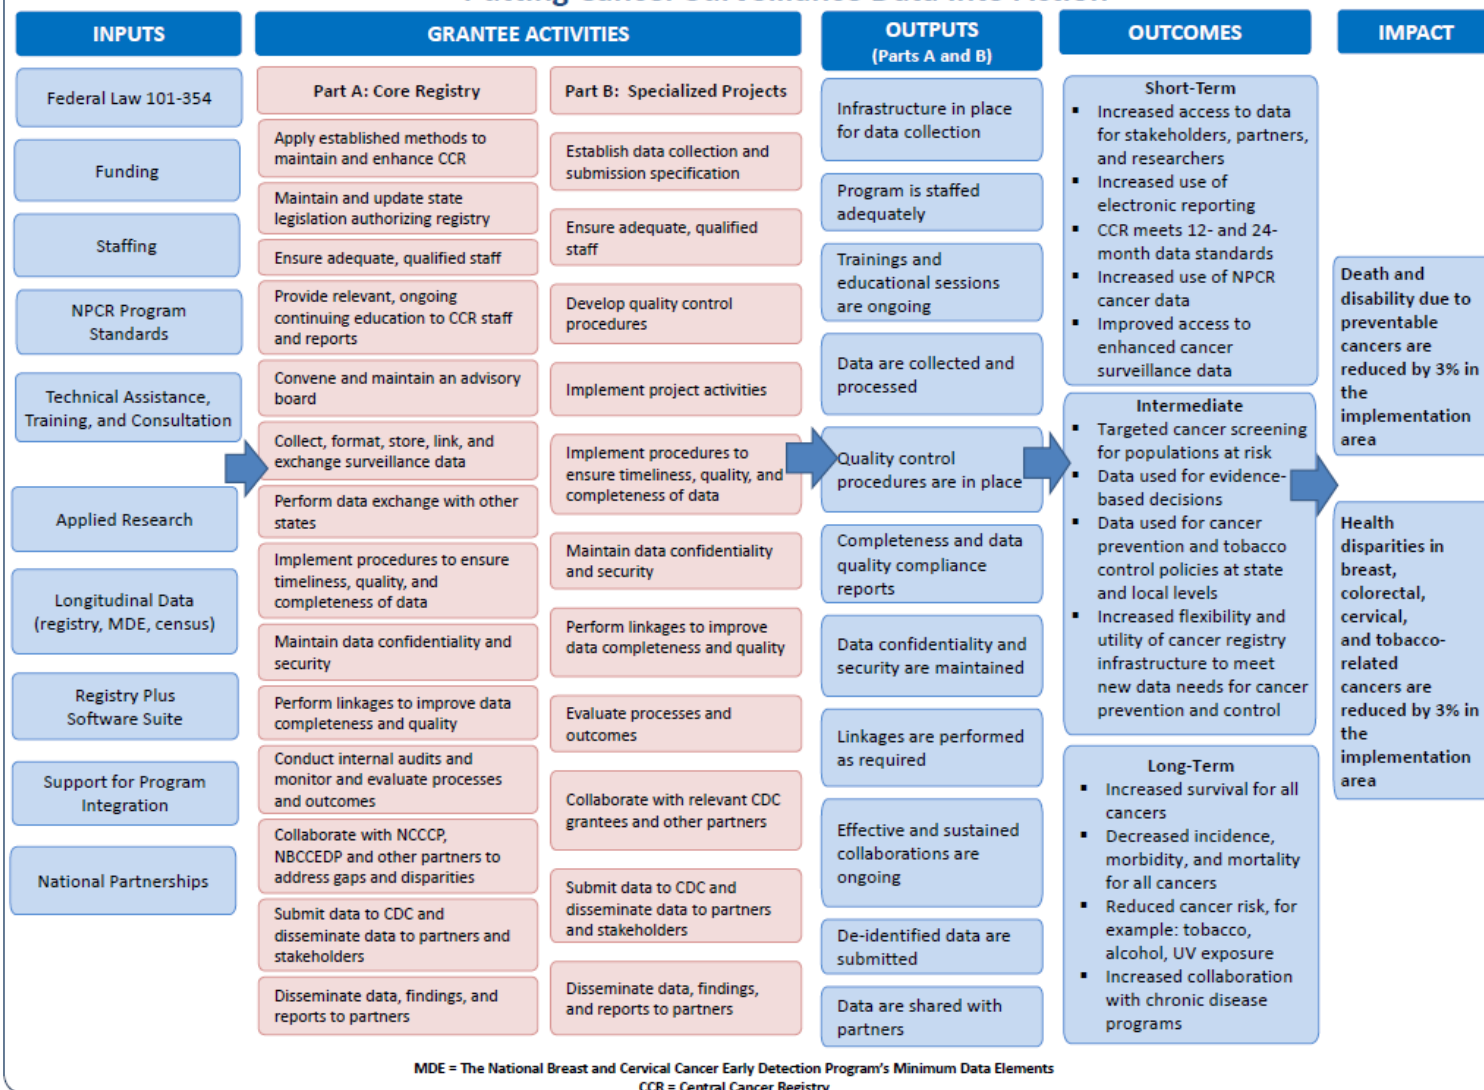 Putting Cancer Surveillance Data into Action
INPUTS
Federal Law 101-354
Funding
Staffing
NPCR Program
Standards
Technical Assistance,
Training, and Consultation
Applied Research
Longitudinal Data
(registry, MDE, census)
Registry Plus
Software Suite
Support for Program
Integration
National Partnerships
GRANTEE ACTIVITIES
Part A: Core Registry
Apply established methods to
maintain and enhance CCR
Maintain and update state
legislation authorizing registry
Ensure adequate, qualified staff
Provide relevant, ongoing
continuing education to CCR staff
and reports
Convene and maintain an advisory
board
Collect, format, store, link, and
exchange surveillance data
Perform data exchange with other
states
Implement procedures to ensure
timeliness, quality, and
completeness of data
Maintain data confidentiality and
security
Perform linkages to improve data
completeness and quality
Conduct internal audits and
monitor and evaluate processes
and outcomes
Collaborate with NCCCP,
NBCCEDP and other partners to
address gaps and disparities
Submit data to CDC and
disseminate data to partners and
stakeholders
Disseminate data, findings, and
reports to partners
Part B: Specialized Projects
Establish data collection and
submission specification
Ensure adequate, qualified
staff
Develop quality control
procedures
Implement project activities
Implement procedures to
ensure timeliness, quality, and
completeness of data
Maintain data confidentiality
and security
Perform linkages to improve
data completeness and quality
Evaluate processes and
outcomes
Collaborate with relevant CDC
grantees and other partners
Submit data to CDC and
disseminate data to partners
and stakeholders
Disseminate data, findings,
and reports to partners
OUTPUTS
(Parts A and B)
Infrastructure in place
for data collection
Program is staffed
adequately
Trainings and
educational sessions
are ongoing
Data are collected and
processed
Quality control
procedures are in place
Completeness and data
quality compliance
reports
Data confidentiality and
security are maintained
Linkages are performed
as required
Effective and sustained
collaborations are
ongoing
De-identified data are
submitted
Data are shared with
partners
OUTCOMES
Short-Term
▪ Increased access to data
for stakeholders, partners,
and researchers
▪ Increased use of
electronic reporting
▪ CCR meets 12- and 24-
month data standards
▪ Increased use of NPCR
cancer data
▪ Improved access to
enhanced cancer
surveillance data
Intermediate
▪ Targeted cancer screening
for populations at risk
▪ Data used for evidence-
based decisions
▪ Data used for cancer
prevention and tobacco
control policies at state
and local levels
▪ Increased flexibility and
utility of cancer registry
infrastructure to meet
new data needs for cancer
prevention and control
Long-Term
▪ Increased survival for all
cancers
▪ Decreased incidence,
morbidity, and mortality
for all cancers
▪ Reduced cancer risk, for
example: tobacco,
alcohol, UV exposure
▪ Increased collaboration
with chronic disease
programs
IMPACT
Death and
disability due to
preventable
cancers are
reduced by 3% in
the
implementation
area
Health
disparities in
breast,
colorectal,
cervical,
and tobacco-
related
cancers are
reduced by 3% in
the
implementation
area
MDE = The National Breast and Cervical Cancer Early Detection Program's Minimum Data Elements
CCR = Central Cancer Registry